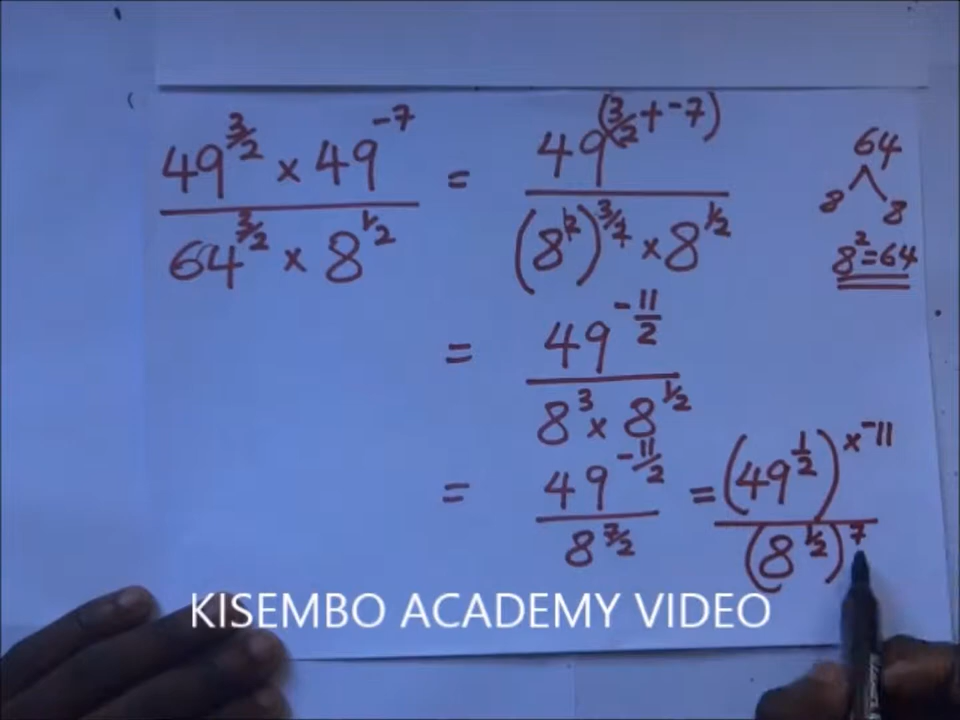 49^(3/2) × 49^(-7) / 64^(3/2) × 8^(1/2) = 49^(3/2 + -7) / (8^2)^(3/2) × 8^(1/2)
64
8 8
8^2 = 64
= 49^(-11/2) / 8^3 × 8^(1/2)
= 49^(-11/2) / 8^(7/2) = (49^(1/2))^(×-11) / (8^(1/2))^7
KISEMBO ACADEMY VIDEO